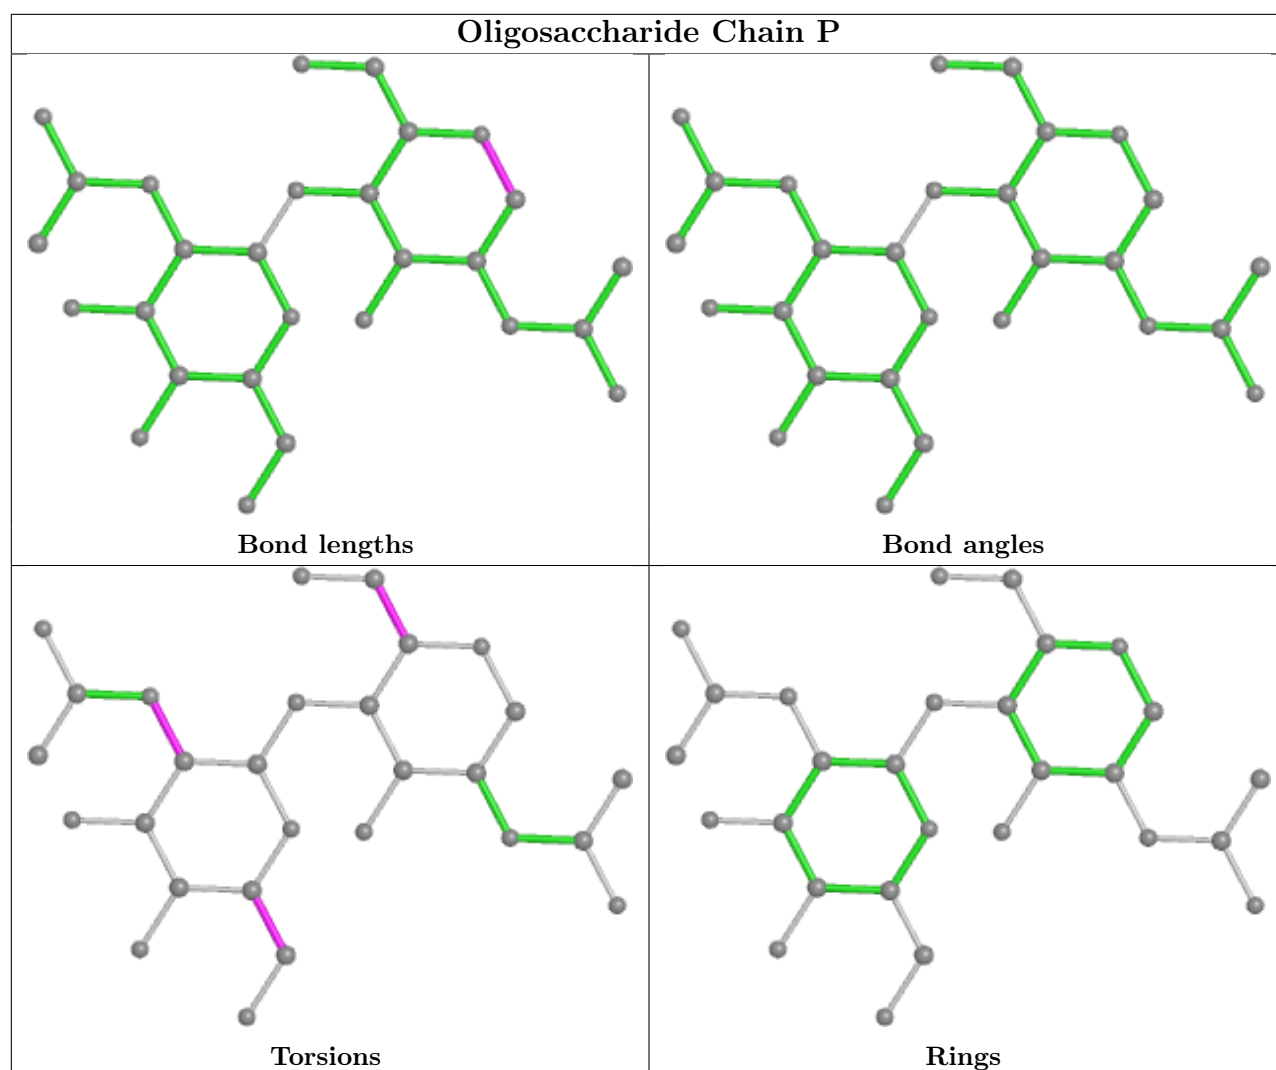 Oligosaccharide Chain P
Bond lengths
Bond angles
Torsions
Rings